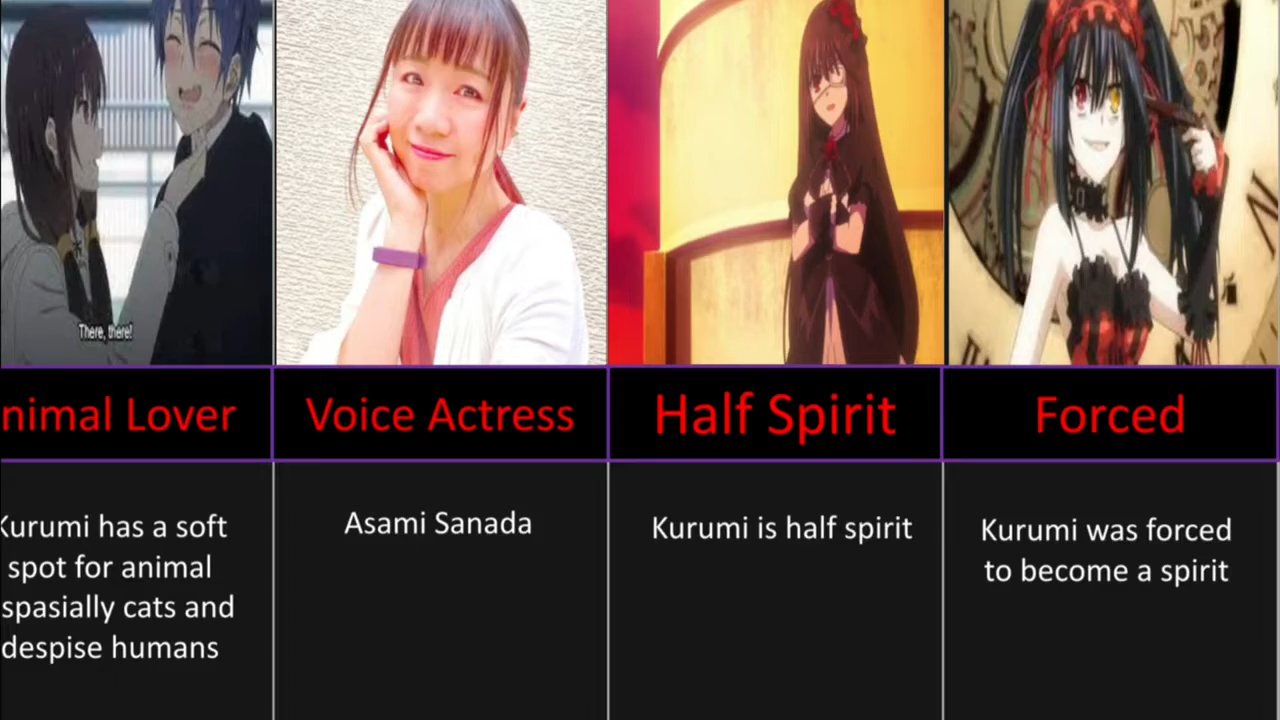 There, there!
nimal Lover
Voice Actress
Half Spirit
Forced
Kurumi has a soft
spot for animal
spasially cats and
despise humans
Asami Sanada
Kurumi is half spirit
Kurumi was forced
to become a spirit